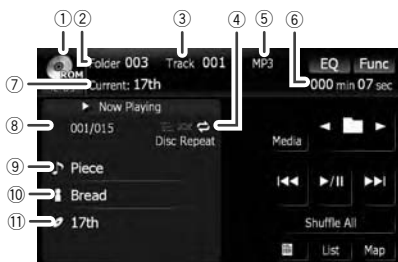 ① ② ③ ④ ⑤ ⑥
ROM Folder 003 Track 001 MP3 EQ Func
⑦ Current: 17th 000 min 07 sec
Now Playing
⑧ 001/015
Disc Repeat Media
⑨ Piece
⑩ Bread
⑪ 17th
Shuffle All
List Map